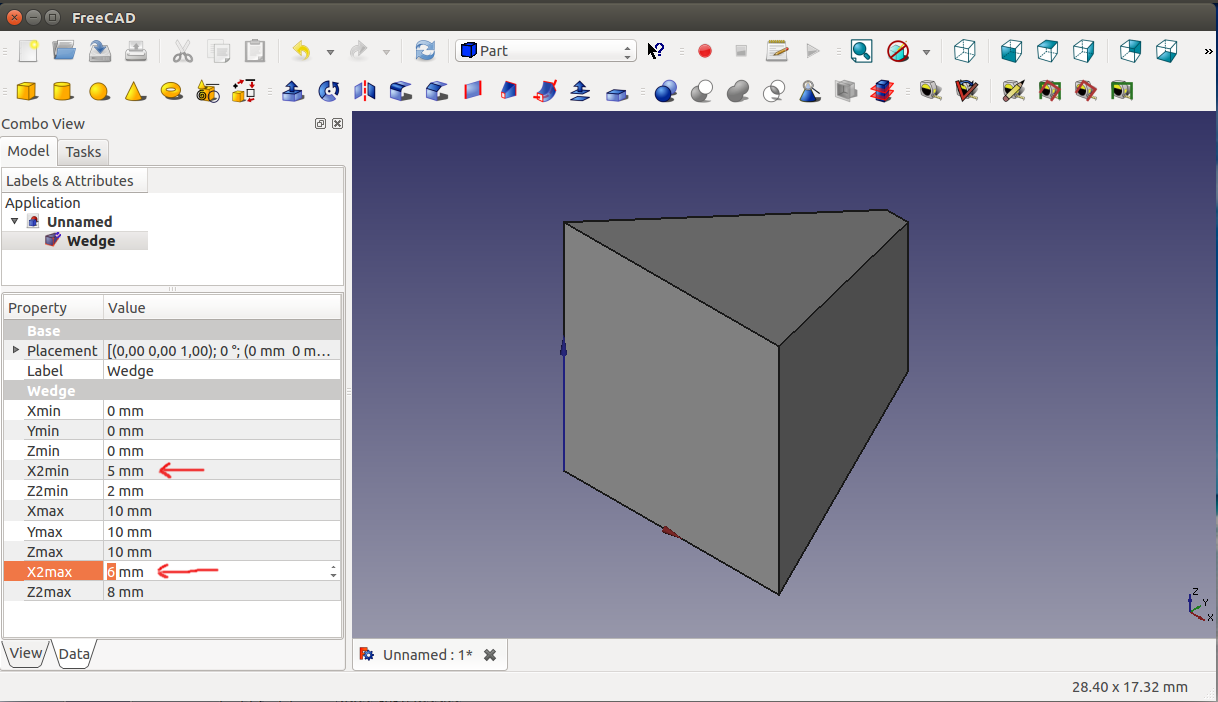 FreeCAD
Part
»
Combo View
Model
Tasks
Labels & Attributes
Application
Unnamed
Wedge
Property
Value
Base
Placement
[(0,00 0,00 1,00); 0 °; (0 mm 0 m...
Label
Wedge
Wedge
Xmin
0 mm
Ymin
0 mm
Zmin
0 mm
X2min
5 mm
Z2min
2 mm
Xmax
10 mm
Ymax
10 mm
Zmax
10 mm
X2max
6 mm
Z2max
8 mm
View
Data
Z
Y
X
Unnamed : 1*
28.40 x 17.32 mm